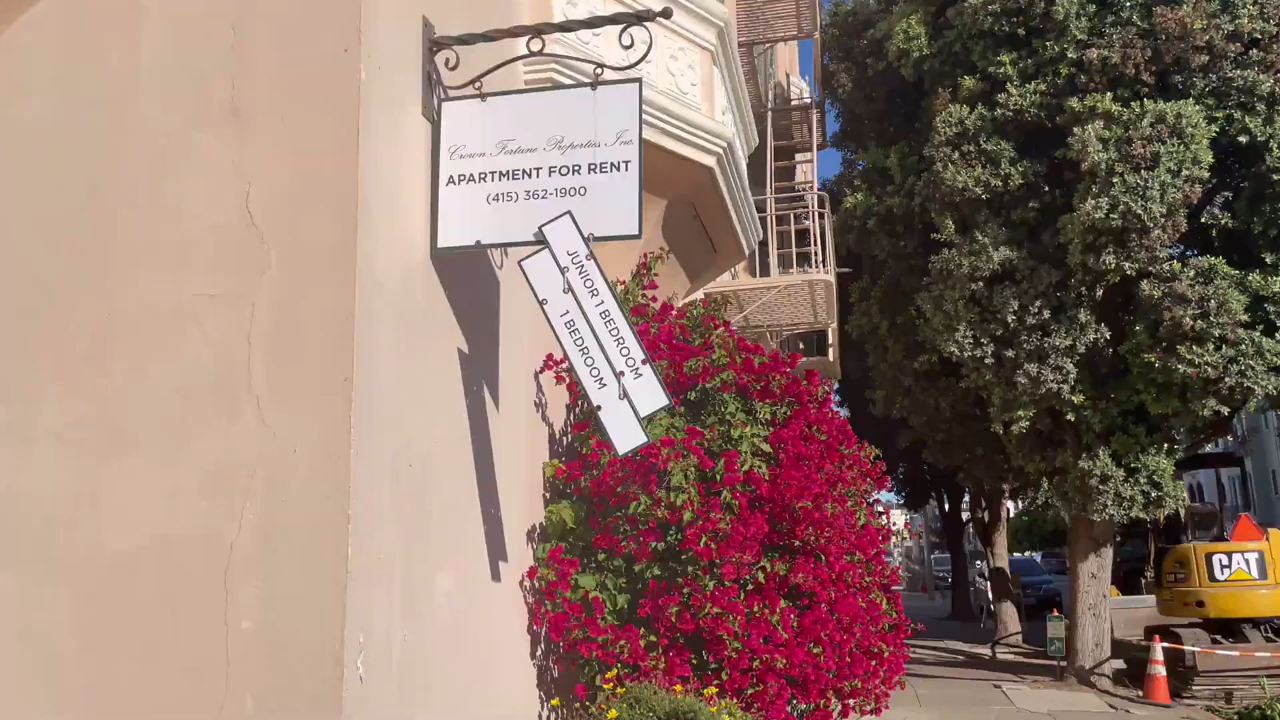 Crown Fortune Properties Inc.
APARTMENT FOR RENT
(415) 362-1900
JUNIOR 1 BEDROOM
1 BEDROOM
CAT